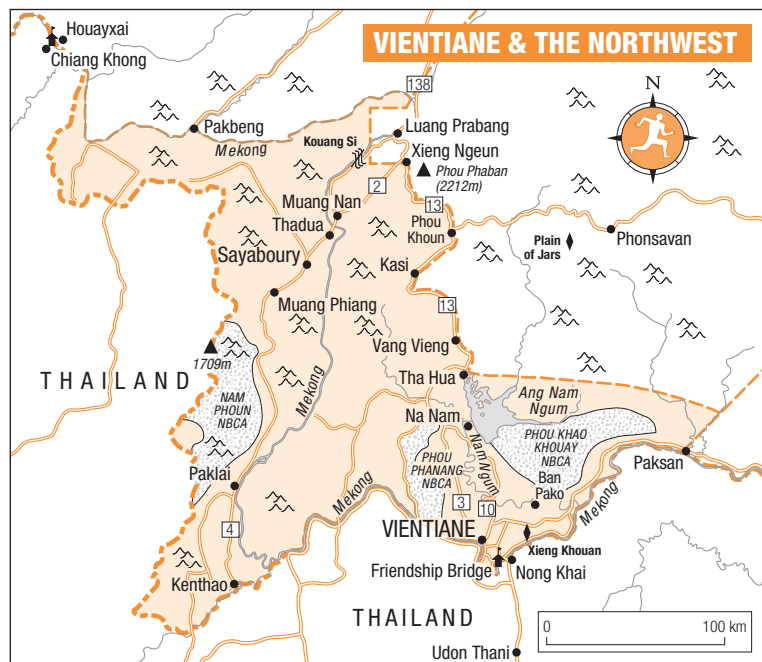 VIENTIANE & THE NORTHWEST
Houayxai
Chiang Khong
N
138
Pakbeng
Luang Prabang
Mekong
Kouang Si
Xieng Ngeun
Phou Phaban
(2212m)
2
Muang Nan
13
Thadua
Phou
Khoun
Phonsavan
Plain
of Jars
Sayaboury
Kasi
Muang Phiang
13
Vang Vieng
1709m
THAILAND
Tha Hua
Mekong
Ang Nam
Ngum
NAM
PHOUN
NBCA
Na Nam
PHOU KHAO
KHOUAY
NBCA
Nam Ngum
Paksan
PHOU
PHANANG
NBCA
Paklai
Ban
Pako
Mekong
Mekong
3
10
4
VIENTIANE
Xieng Khouan
Friendship Bridge
Nong Khai
Kenthao
THAILAND
0
100 km
Udon Thani